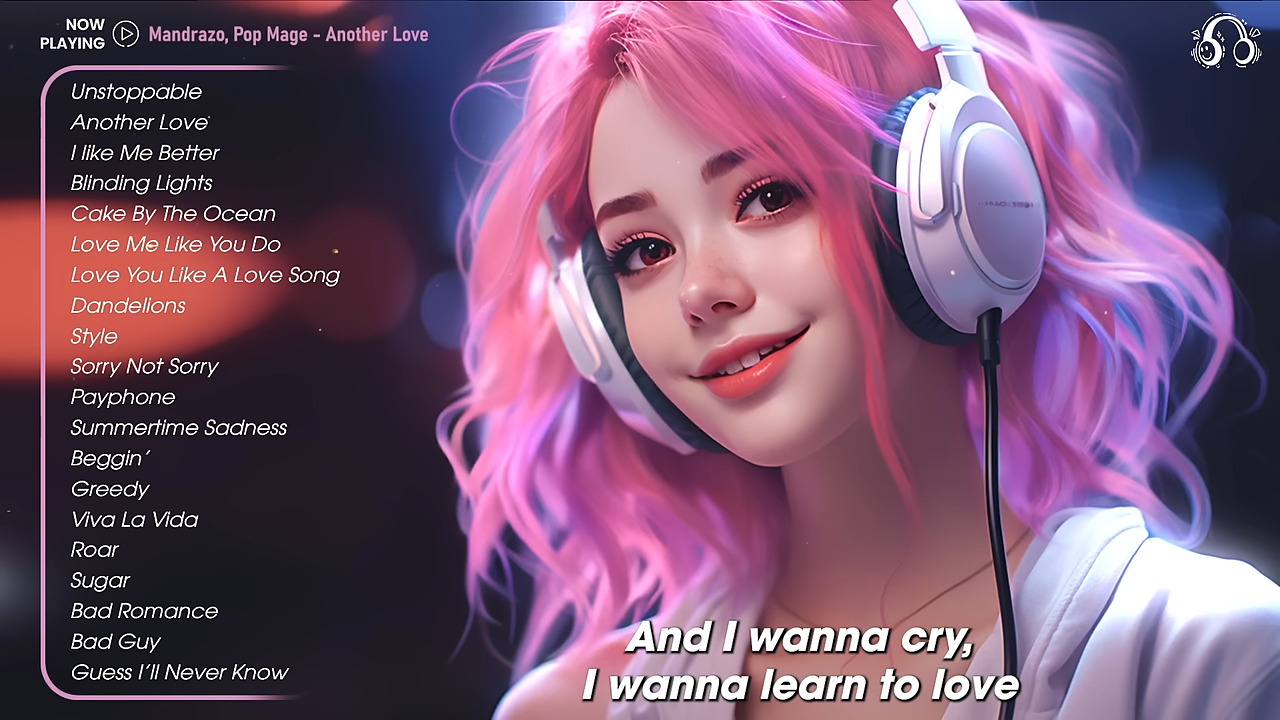 NOW
PLAYING
Mandrazo, Pop Mage - Another Love
Unstoppable
Another Love
I like Me Better
Blinding Lights
Cake By The Ocean
Love Me Like You Do
Love You Like A Love Song
Dandelions
Style
Sorry Not Sorry
Payphone
Summertime Sadness
Beggin'
Greedy
Viva La Vida
Roar
Sugar
Bad Romance
Bad Guy
Guess I'll Never Know
And I wanna cry,
I wanna learn to love